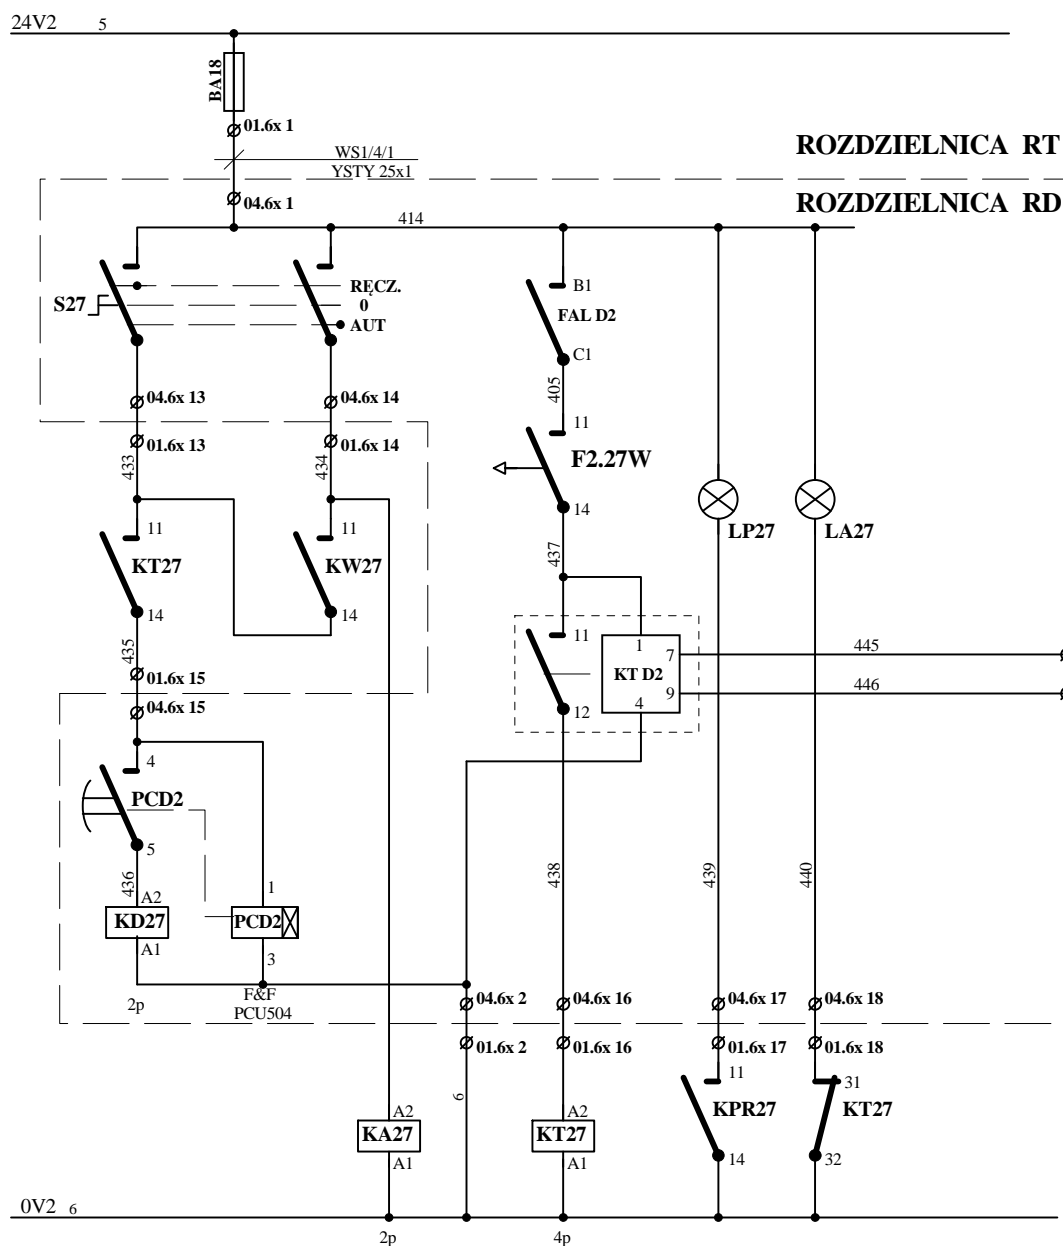 24V2 5
BA18
01.6x 1
WS1/4/1
YSTY 25x1
ROZDZIELNICA RT
04.6x 1
ROZDZIELNICA RD
414
S27
RĘCZ.
0
AUT
B1
FAL D2
C1
405
04.6x 13
04.6x 14
01.6x 13
01.6x 14
433
434
11
F2.27W
14
437
LP27
LA27
11
KT27
14
11
KW27
14
435
01.6x 15
04.6x 15
11
12
1
7
KT D2
9
4
445
446
4
PCD2
5
436
A2
KD27
A1
2p
1
PCD2
3
F&F
PCU504
438
439
440
04.6x 2
04.6x 16
04.6x 17
04.6x 18
01.6x 2
01.6x 16
01.6x 17
01.6x 18
6
A2
KA27
A1
A2
KT27
A1
11
KPR27
14
31
KT27
32
0V2 6
2p
4p